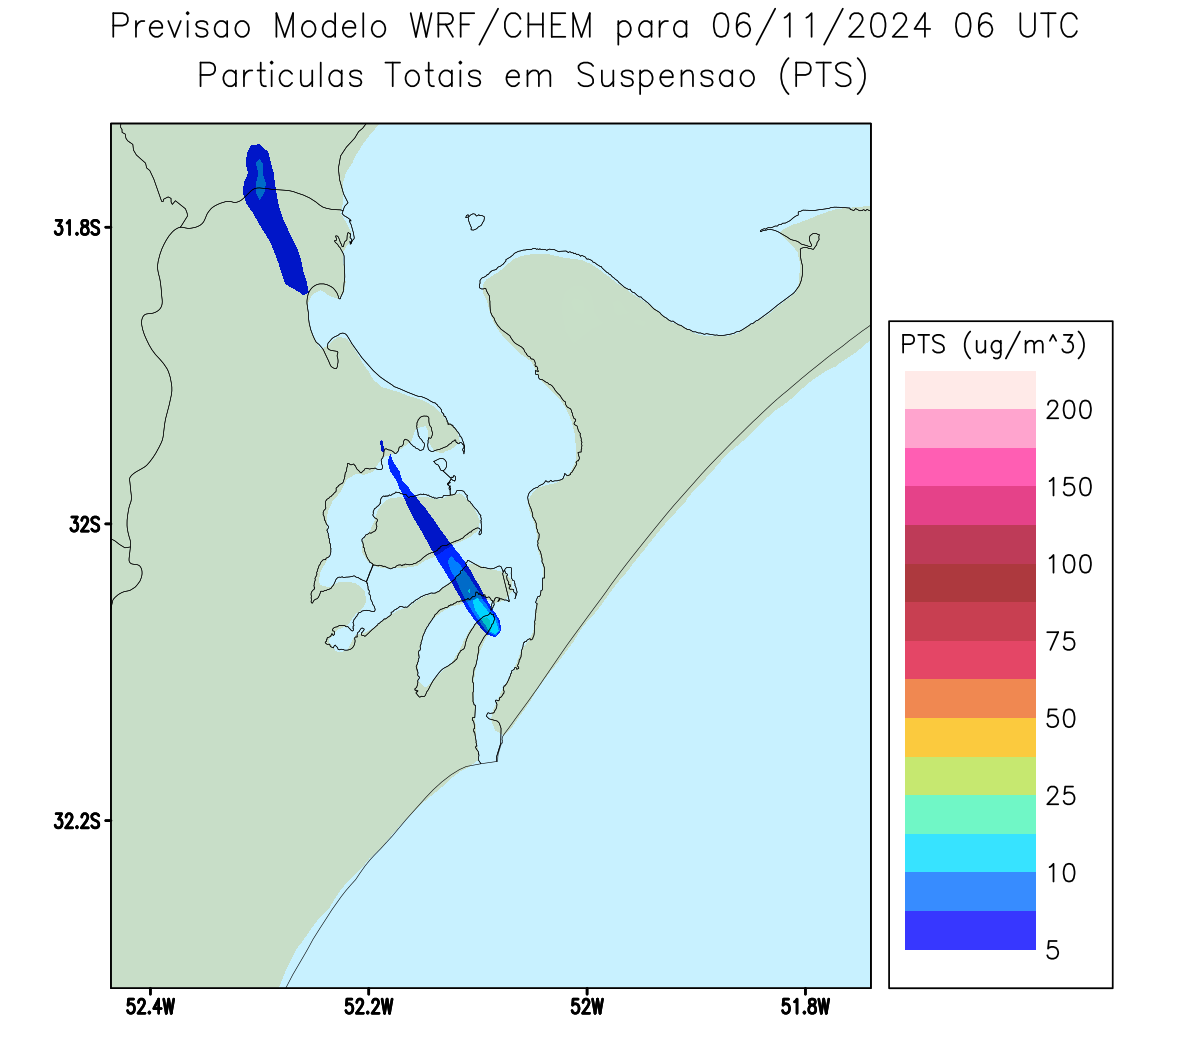 Previsao Modelo WRF/CHEM para 06/11/2024 06 UTC
Particulas Totais em Suspensao (PTS)
31.8S
32S
32.2S
52.4W
52.2W
52W
51.8W
PTS (ug/m^3)
200
150
100
75
50
25
10
5